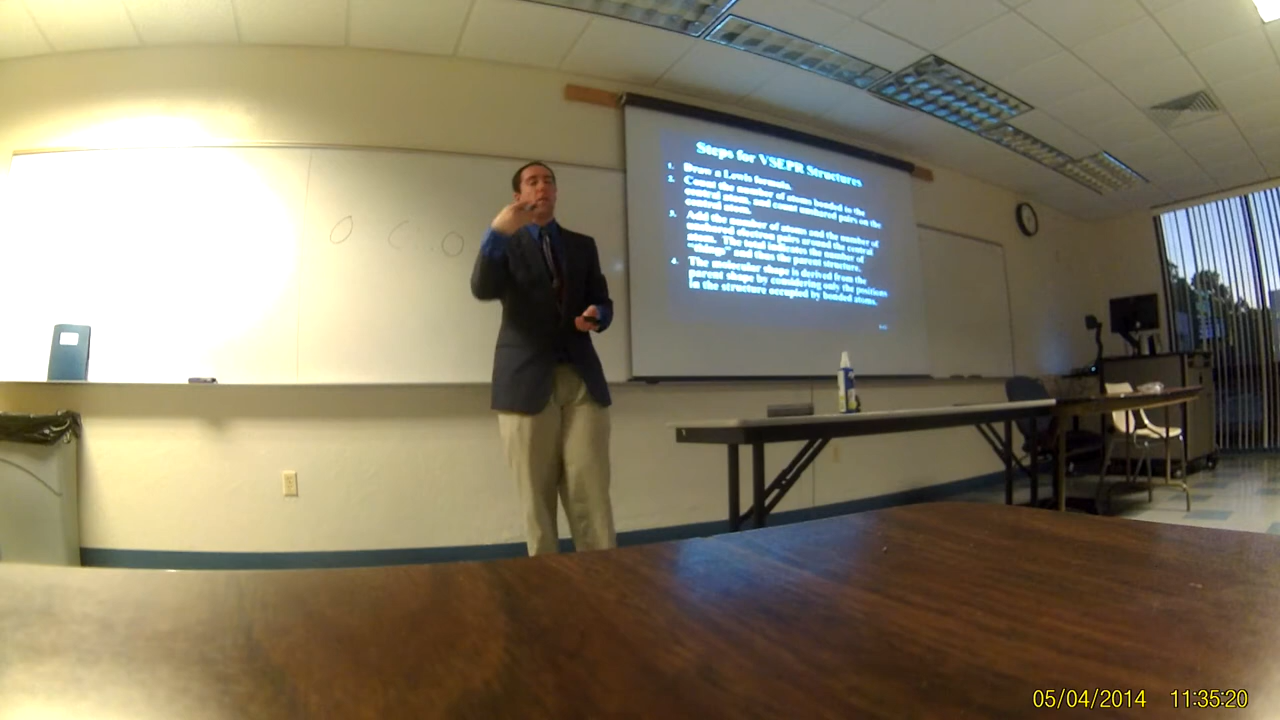 Steps for VSEPR Structures
1. Draw a Lewis formula.
2. Count the number of atoms bonded to the
central atom, and count unshared pairs on the
central atom.
3. Add the number of atoms and the number of
unshared electron pairs around the central
atom. The total indicates the number of
"things" and thus the parent structure.
4. The molecular shape is derived from the
parent shape by considering only the positions
in the structure occupied by bonded atoms.
O C O
05/04/2014 11:35:20